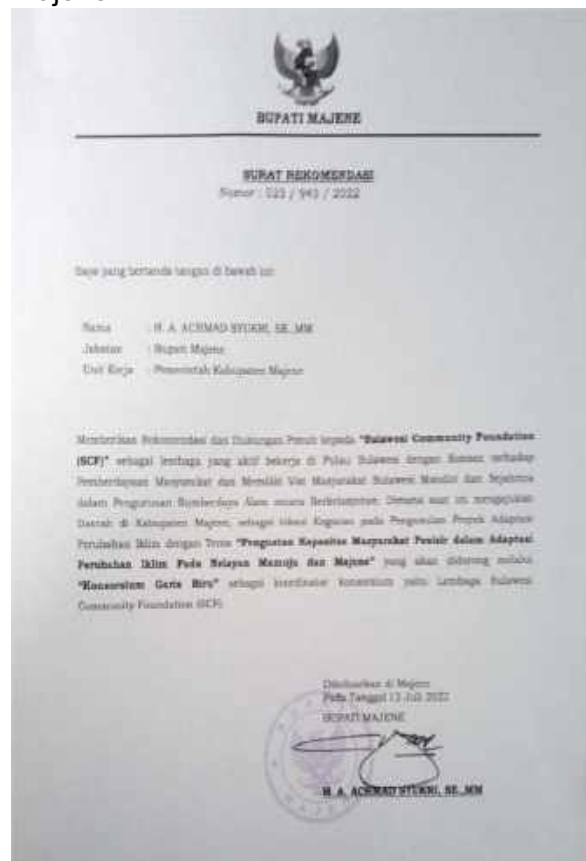 BUPATI MAJENE
SURAT REKOMENDASI
Nomor : / 2022
Saya yang bertanda tangan di bawah ini:
Nama : H. A. ACHMAD SYUKRI, SE.,MM
Jabatan : Bupati Majene
Unit Kerja : Pemerintah Kabupaten Majene
Memberikan Rekomendasi dan Dukungan Penuh kepada "Sulawesi Community Foundation
(SCF)" sebagai lembaga yang aktif bekerja di Pulau Sulawesi dengan terhadap
Pemberdayaan Masyarakat dan Memiliki Visi Masyarakat Sulawesi Mandiri dan Sejahtera
dalam Pengurusan Sumberdaya Alam secara Berkelanjutan. Dimana saat ini mengajukan
Daerah di Kabupaten Majene, sebagai lokasi Kegiatan pada Pengusulan Proyek Adaptasi
Perubahan Iklim dengan Tema "Penguatan Kapasitas Masyarakat Pesisir dalam Adaptasi
Perubahan Iklim Pada Nelayan Mamuju dan Majene" yang akan didorong melalui
"Konsorsium Garis Biru" sebagai koordinator konsorsium yaitu Lembaga Sulawesi
Community Foundation (SCF)
Dikeluarkan di Majene
Pada Tanggal Juli 2022
BUPATI MAJENE
H. A. ACHMAD SYUKRI, SE.,MM